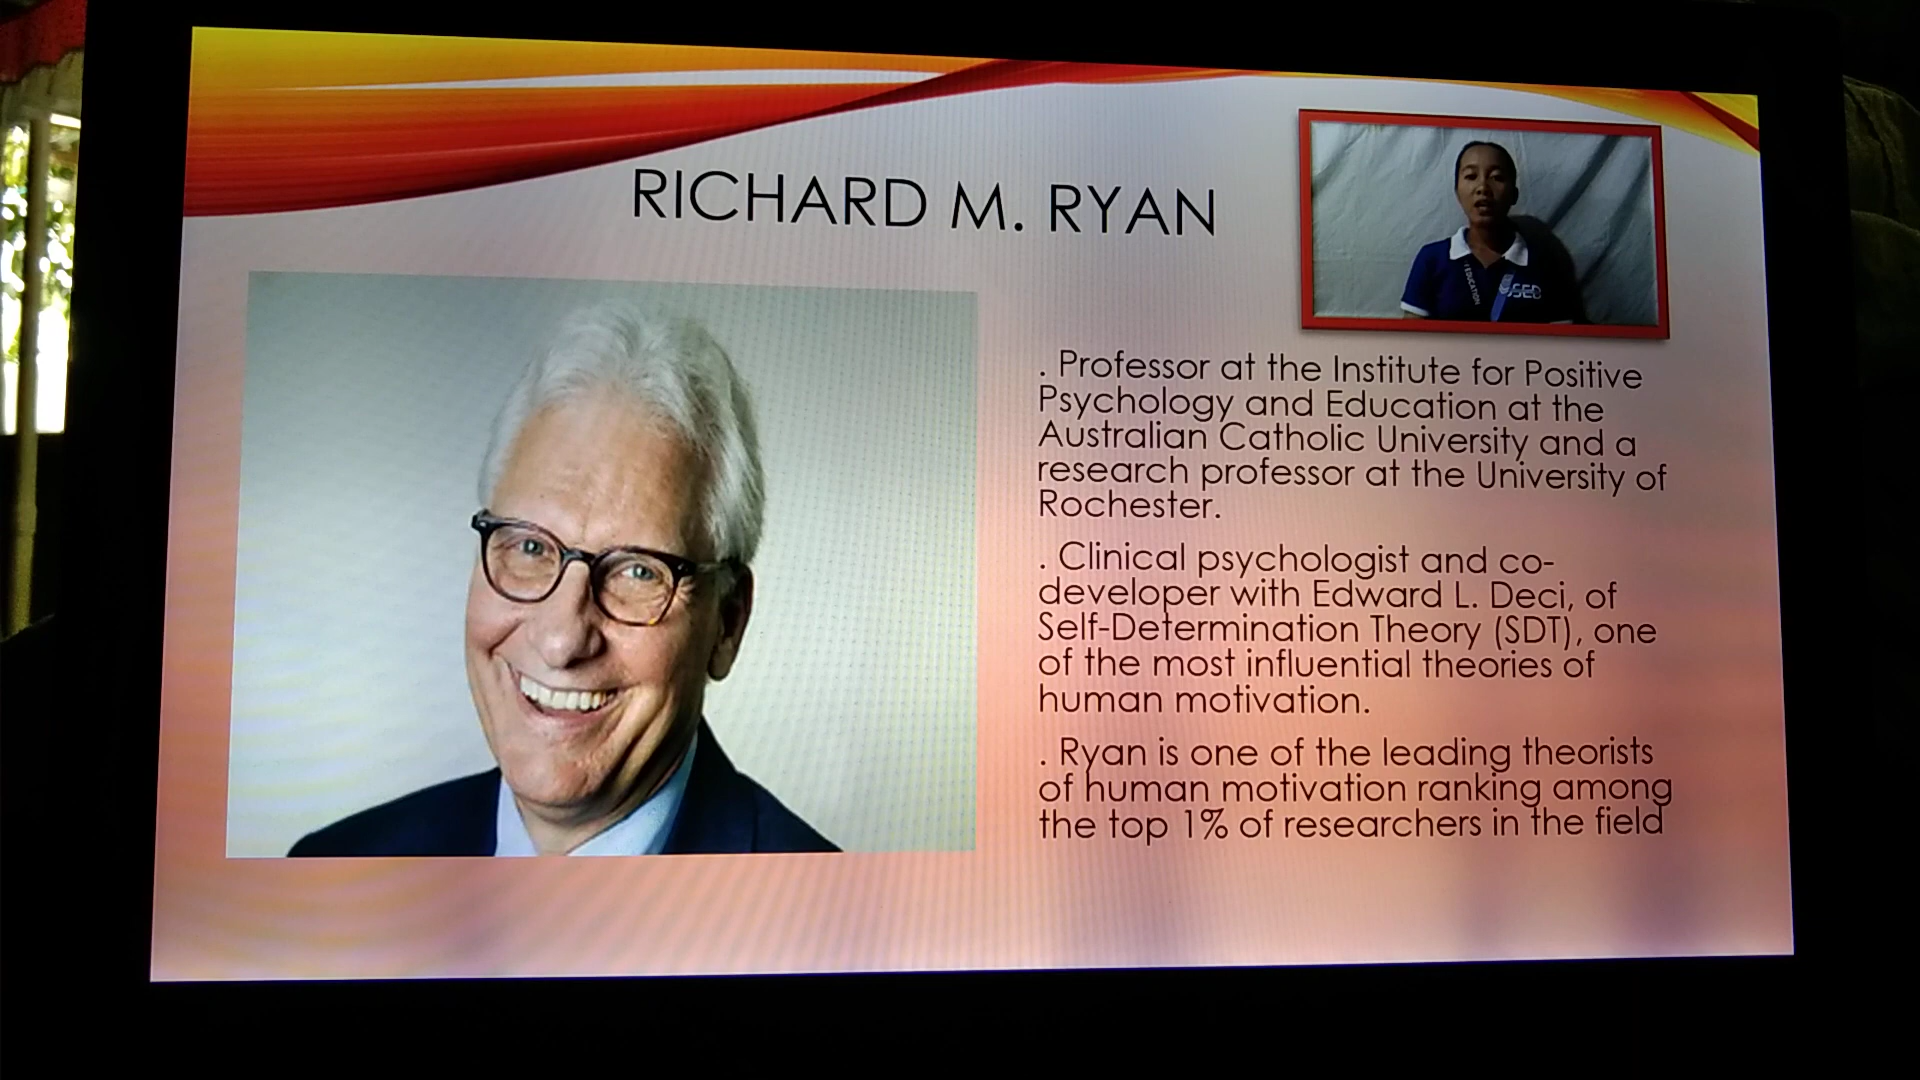 RICHARD M. RYAN
EDUCATION
SED
. Professor at the Institute for Positive
Psychology and Education at the
Australian Catholic University and a
research professor at the University of
Rochester.
. Clinical psychologist and co-
developer with Edward L. Deci, of
Self-Determination Theory (SDT), one
of the most influential theories of
human motivation.
. Ryan is one of the leading theorists
of human motivation ranking among
the top 1% of researchers in the field